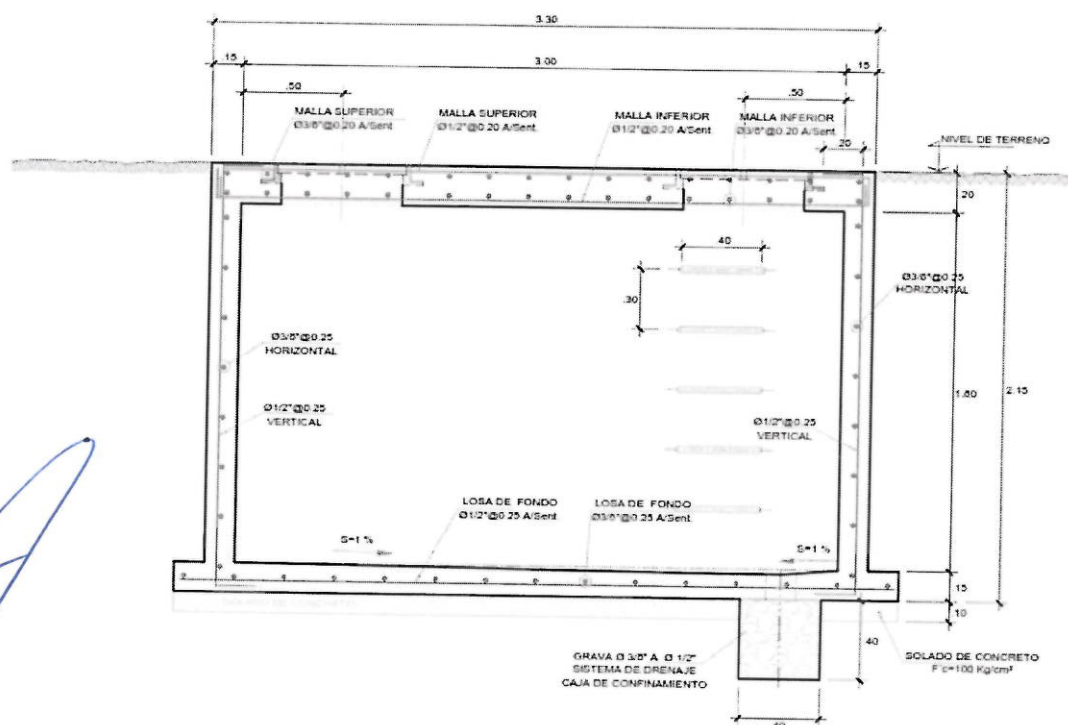 3.30
15
3.00
15
.50
.50
MALLA SUPERIOR
Ø3/8"@0.20 A/Sent.
MALLA SUPERIOR
Ø1/2"@0.20 A/Sent.
MALLA INFERIOR
Ø1/2"@0.20 A/Sent.
MALLA INFERIOR
Ø3/8"@0.20 A/Sent.
20
NIVEL DE TERRENO
20
40
.30
Ø3/8"@0.25
HORIZONTAL
Ø3/8"@0.25
HORIZONTAL
1.80
2.15
Ø1/2"@0.25
VERTICAL
Ø1/2"@0.25
VERTICAL
LOSA DE FONDO
Ø1/2"@0.25 A/Sent.
LOSA DE FONDO
Ø3/8"@0.25 A/Sent.
S=1 %
S=1 %
15
10
SOLADO DE CONCRETO
40
GRAVA Ø 3/8" A Ø 1/2"
SISTEMA DE DRENAJE
CAJA DE CONFINAMIENTO
SOLADO DE CONCRETO
F'c=100 Kg/cm²
40